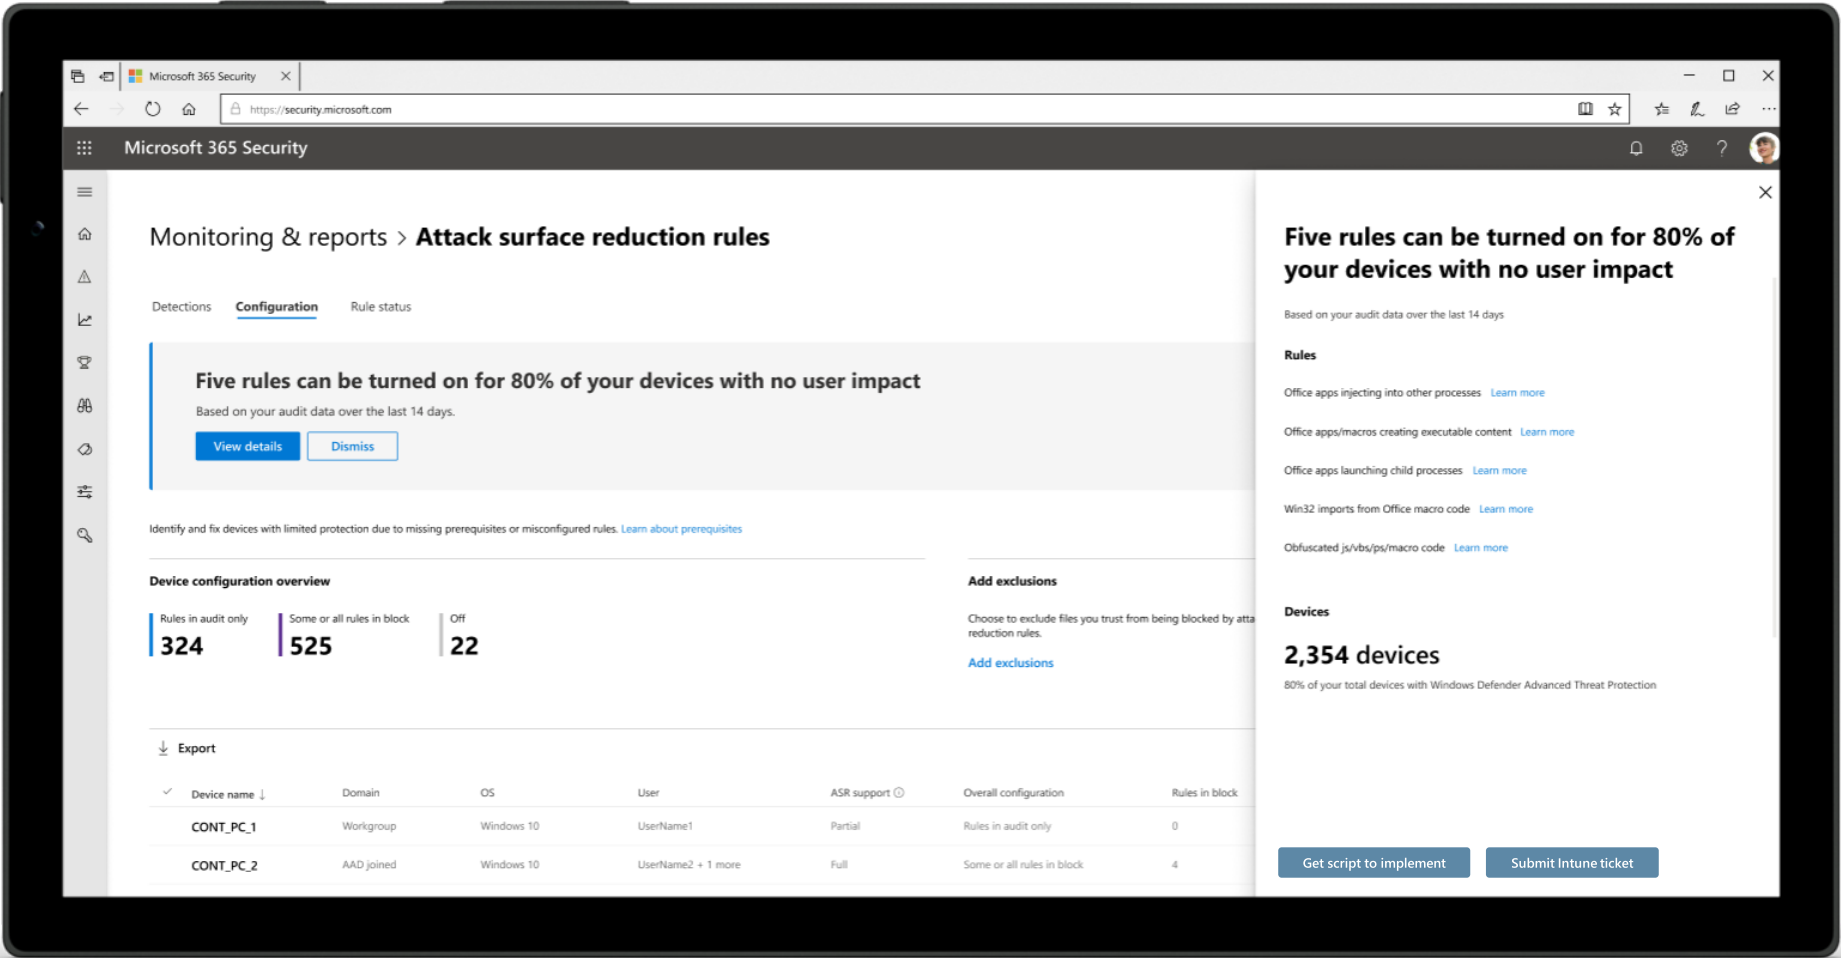 Microsoft 365 Security
https://security.microsoft.com
Microsoft 365 Security
Monitoring & reports > Attack surface reduction rules
Detections Configuration Rule status
Five rules can be turned on for 80% of your devices with no user impact
Based on your audit data over the last 14 days.
View details Dismiss
Identify and fix devices with limited protection due to missing prerequisites or misconfigured rules. Learn about prerequisites
Device configuration overview
Rules in audit only
324
Some or all rules in block
525
Off
22
Add exclusions
Choose to exclude files you trust from being blocked by atta
reduction rules.
Add exclusions
Export
Device name Domain OS User ASR support Overall configuration Rules in block
CONT_PC_1 Workgroup Windows 10 UserName1 Partial Rules in audit only 0
CONT_PC_2 AAD joined Windows 10 UserName2 + 1 more Full Some or all rules in block 4
Five rules can be turned on for 80% of
your devices with no user impact
Based on your audit data over the last 14 days
Rules
Office apps injecting into other processes Learn more
Office apps/macros creating executable content Learn more
Office apps launching child processes Learn more
Win32 imports from Office macro code Learn more
Obfuscated js/vbs/ps/macro code Learn more
Devices
2,354 devices
80% of your total devices with Windows Defender Advanced Threat Protection
Get script to implement Submit Intune ticket